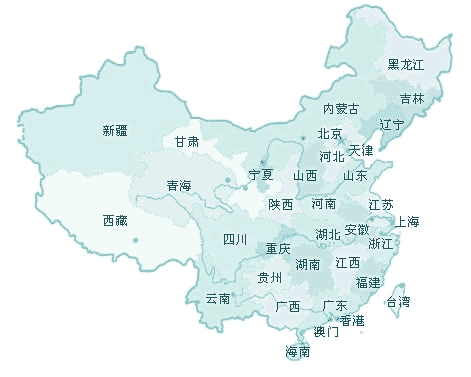 黑龙江
吉林
内蒙古
辽宁
新疆
北京
甘肃
天津
河北
宁夏
山西
山东
青海
陕西
河南
江苏
西藏
上海
安徽
湖北
四川
浙江
重庆
湖南
江西
贵州
福建
云南
台湾
广西
广东
香港
澳门
海南